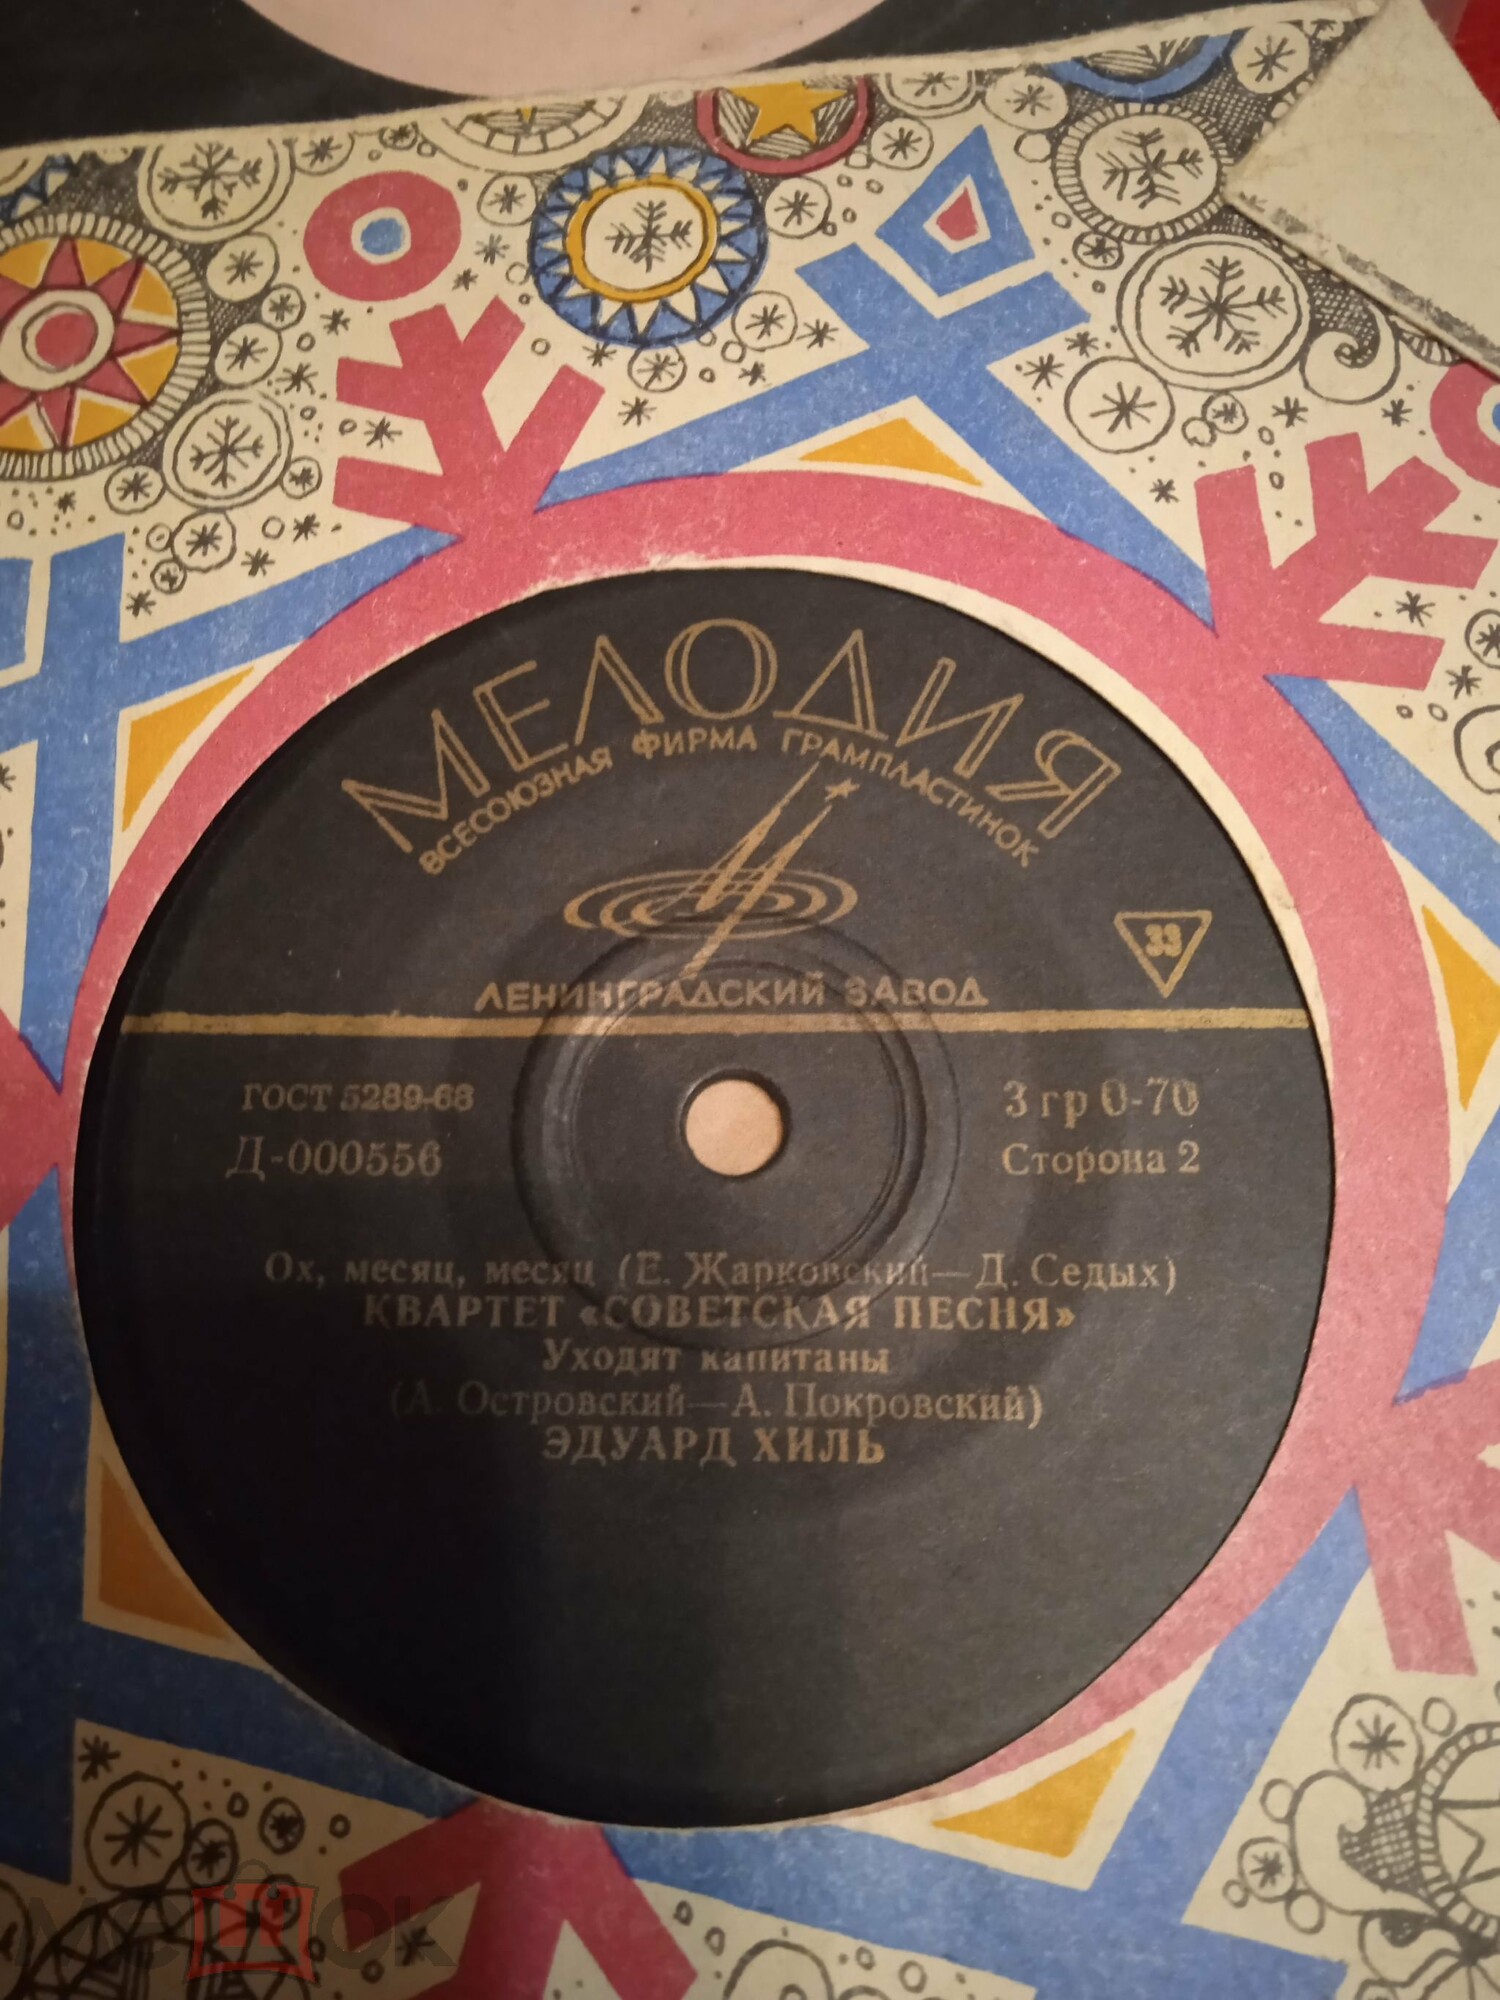 МЕЛОДИЯ
ВСЕСОЮЗНАЯ ФИРМА ГРАМПЛАСТИНОК
33
ЛЕНИНГРАДСКИЙ ЗАВОД
ГОСТ 5289-68
3 гр 0-70
Д-000556
Сторона 2
Ох, месяц, месяц (Е. Жарковский—Д. Седых)
КВАРТЕТ «СОВЕТСКАЯ ПЕСНЯ»
Уходят капитаны
(А. Островский—А. Покровский)
ЭДУАРД ХИЛЬ
мешок